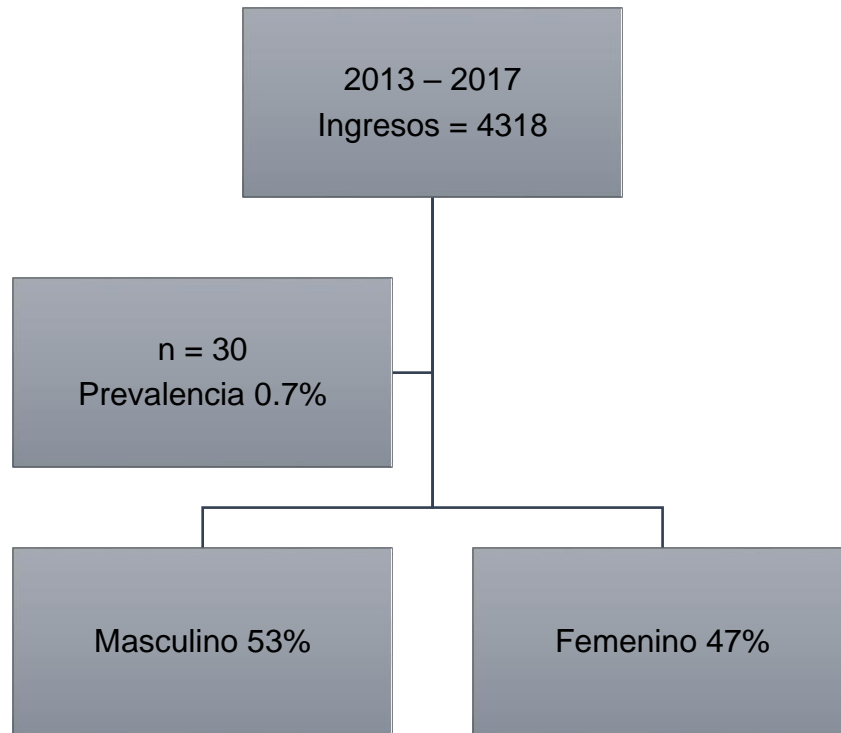 2013 – 2017
Ingresos = 4318
n = 30
Prevalencia 0.7%
Masculino 53%
Femenino 47%